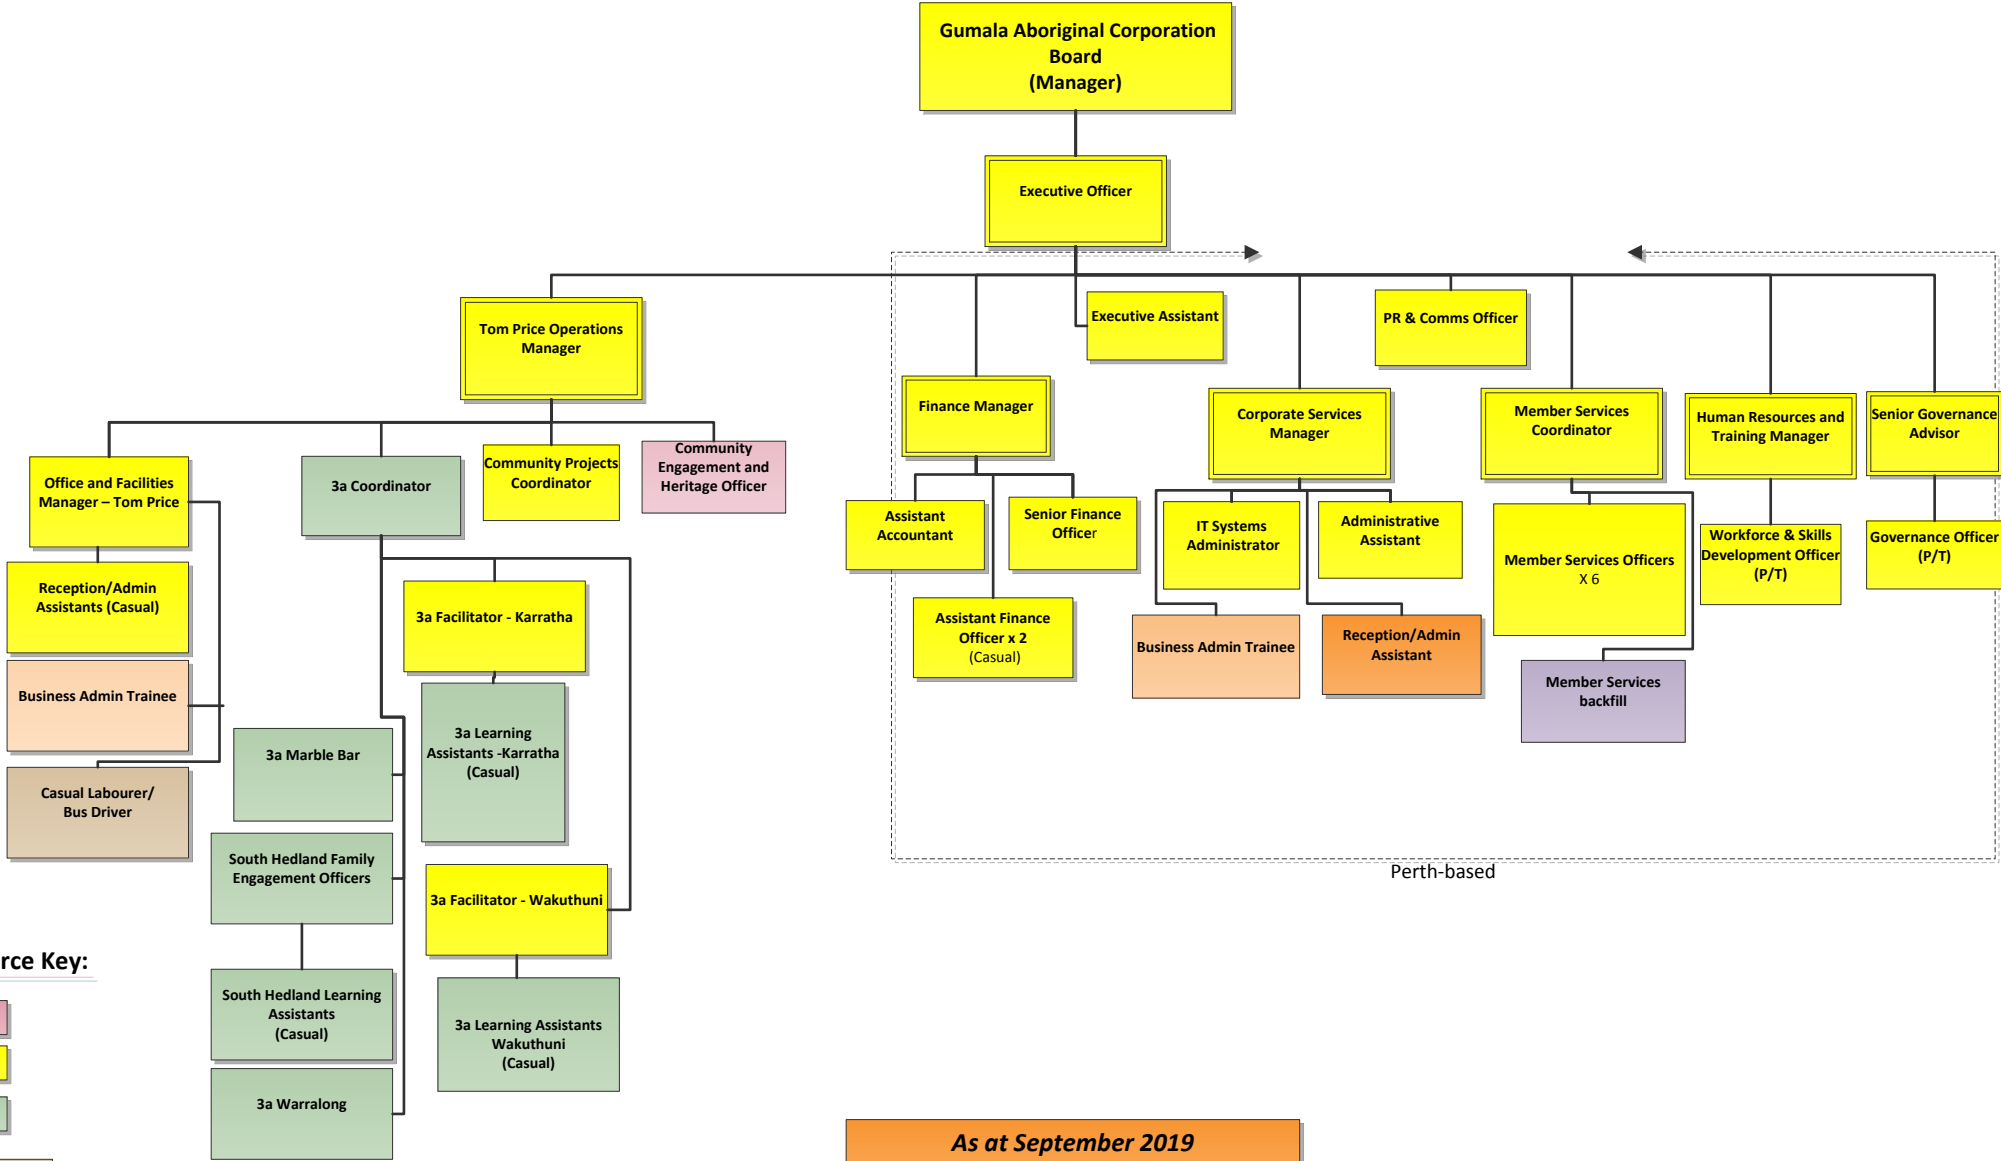 Gumala Aboriginal Corporation
Board
(Manager)
Executive Officer
Tom Price Operations
Manager
Executive Assistant
PR & Comms Officer
Finance Manager
Corporate Services
Manager
Member Services
Coordinator
Human Resources and
Training Manager
Senior Governance
Advisor
Office and Facilities
Manager – Tom Price
3a Coordinator
Community Projects
Coordinator
Community
Engagement and
Heritage Officer
Assistant
Accountant
Senior Finance
Officer
IT Systems
Administrator
Administrative
Assistant
Member Services Officers
X 6
Workforce & Skills
Development Officer
(P/T)
Governance Officer
(P/T)
Reception/Admin
Assistants (Casual)
3a Facilitator - Karratha
Assistant Finance
Officer x 2
(Casual)
Business Admin Trainee
Reception/Admin
Assistant
Member Services
backfill
Business Admin Trainee
3a Marble Bar
3a Learning
Assistants -Karratha
(Casual)
Casual Labourer/
Bus Driver
South Hedland Family
Engagement Officers
3a Facilitator - Wakuthuni
Perth-based
rce Key:
South Hedland Learning
Assistants
(Casual)
3a Learning Assistants
Wakuthuni
(Casual)
3a Warralong
As at September 2019